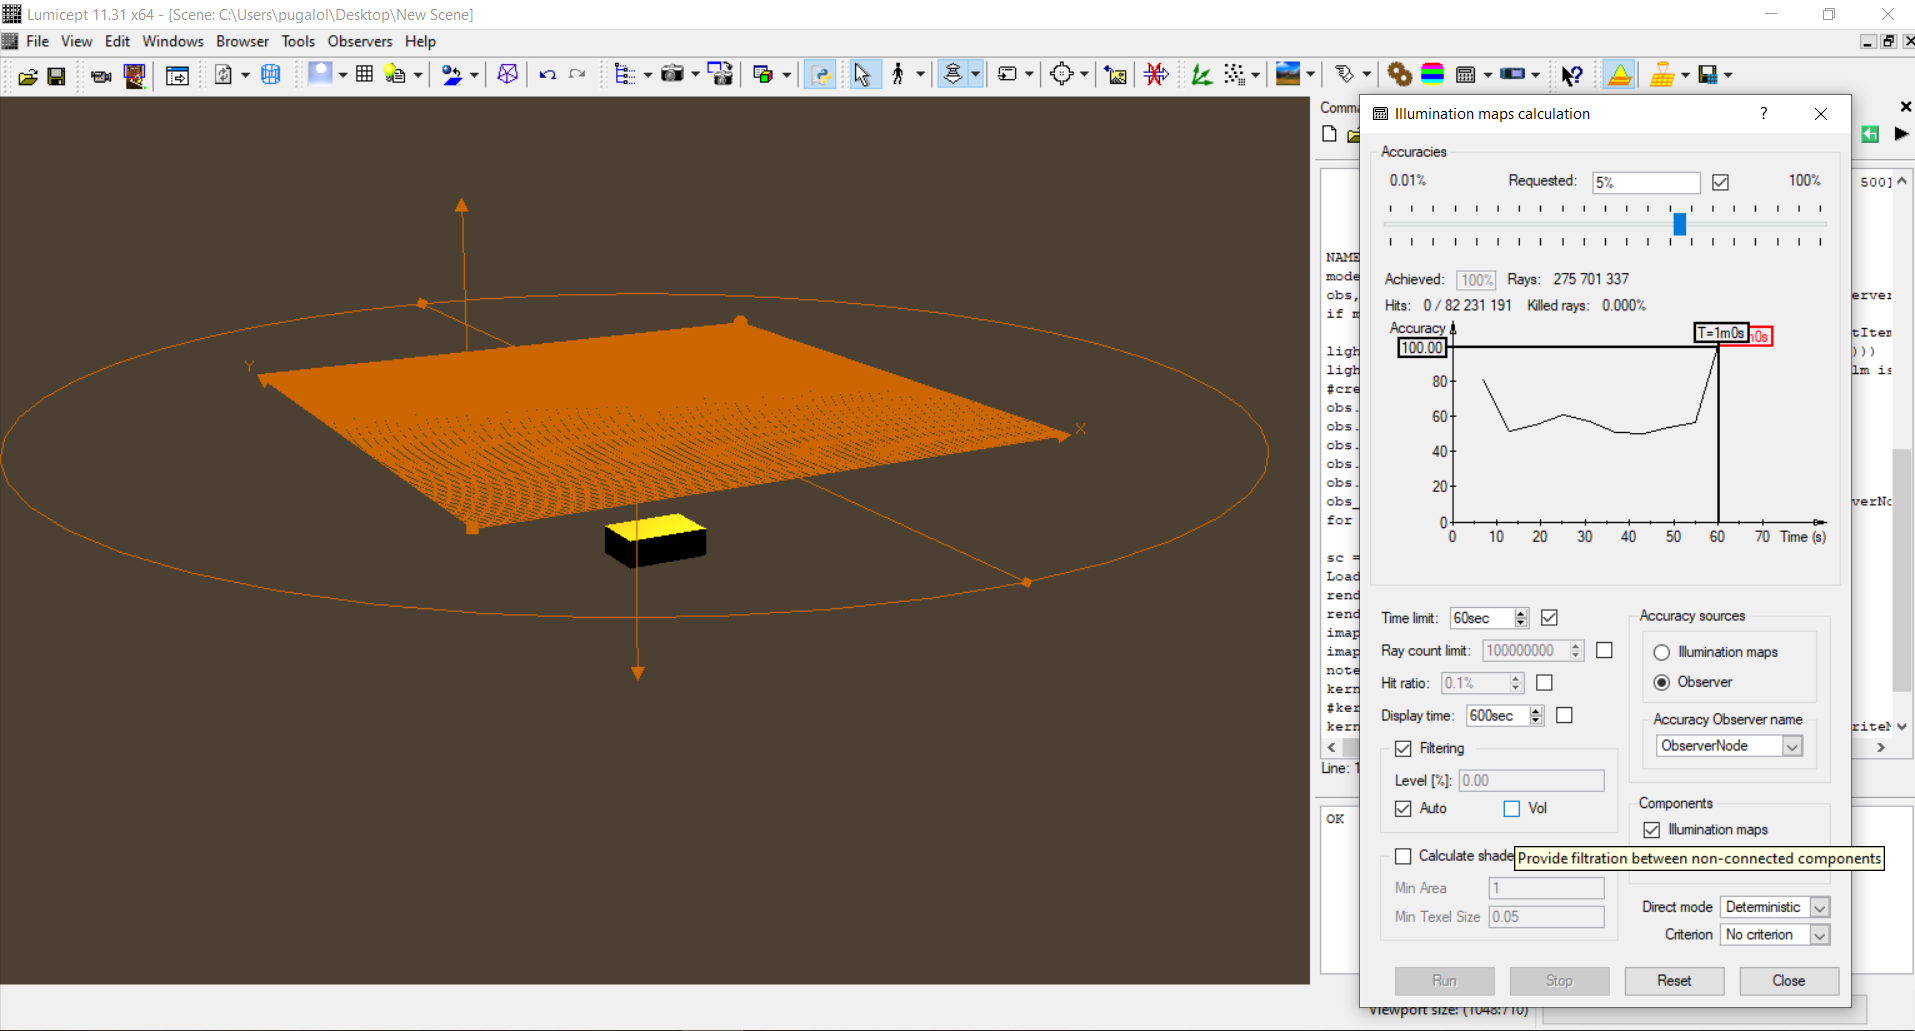 Lumicept 11.31 x64 - [Scene: C:\Users\pugalol\Desktop\New Scene]
File View Edit Windows Browser Tools Observers Help
Y
X
Comma
500]
NAME
mode
obs,
erver
if m
tItem
ligh
)))
ligh
lm is
#cre
obs.
obs.
obs.
obs.
obs.
obs_
verNo
for
sc =
Load
rend
rend
imap
imap
note
kern
#ker
kern
Line: 1
OK
Viewport size: (1048:710)
Illumination maps calculation
?
Accuracies
0.01% Requested: 5% 100%
Achieved: 100% Rays: 275 701 337
Hits: 0 / 82 231 191 Killed rays: 0.000%
Accuracy
T=1m0s
m0s
100.00
80
60
40
20
0
0 10 20 30 40 50 60 70 Time (s)
Time limit: 60sec
Ray count limit: 100000000
Hit ratio: 0.1%
Display time: 600sec
Filtering
Level [%]: 0.00
Auto Vol
Calculate shade
Min Area 1
Min Texel Size 0.05
Accuracy sources
Illumination maps
Observer
Accuracy Observer name
ObserverNode
Components
Illumination maps
Provide filtration between non-connected components
Direct mode Deterministic
Criterion No criterion
Run Stop Reset Close